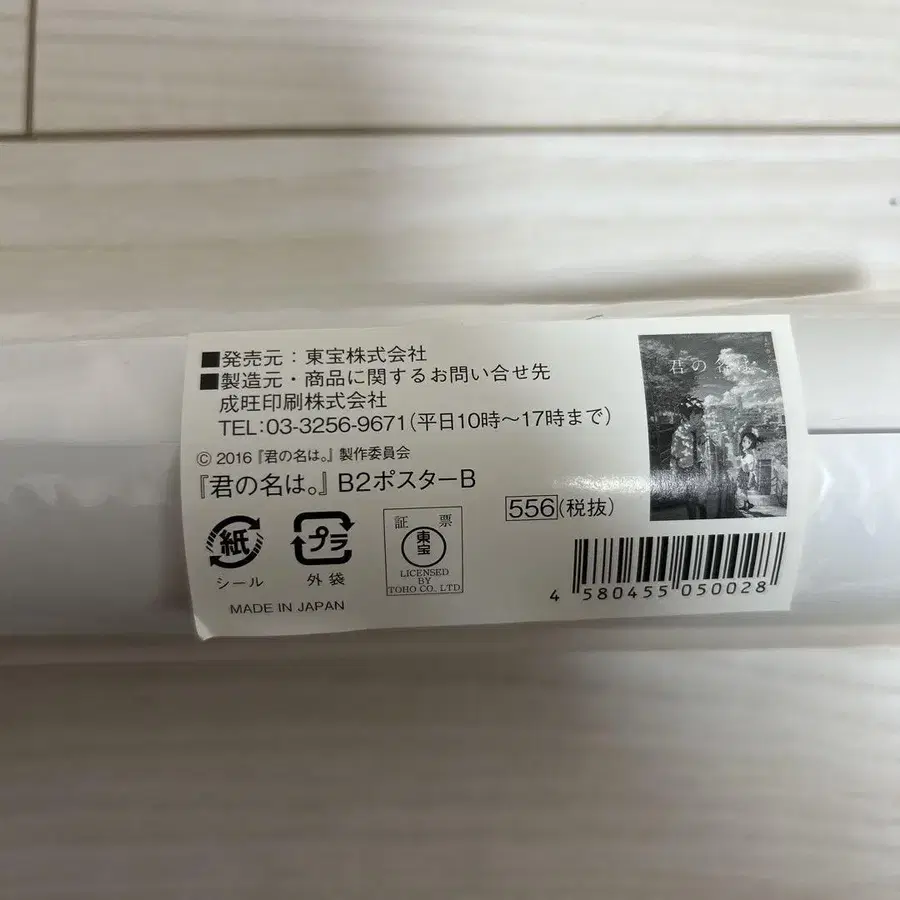 ■発売元：東宝株式会社
■製造元・商品に関するお問い合せ先
成旺印刷株式会社
TEL:03-3256-9671(平日10時〜17時まで)
© 2016『君の名は。』製作委員会
『君の名は。』B2ポスターB
556(税抜)
紙
シール
プラ
外袋
証 票
東宝
LICENSED
BY
TOHO CO., LTD.
MADE IN JAPAN
4 580455 050028
君の名は。